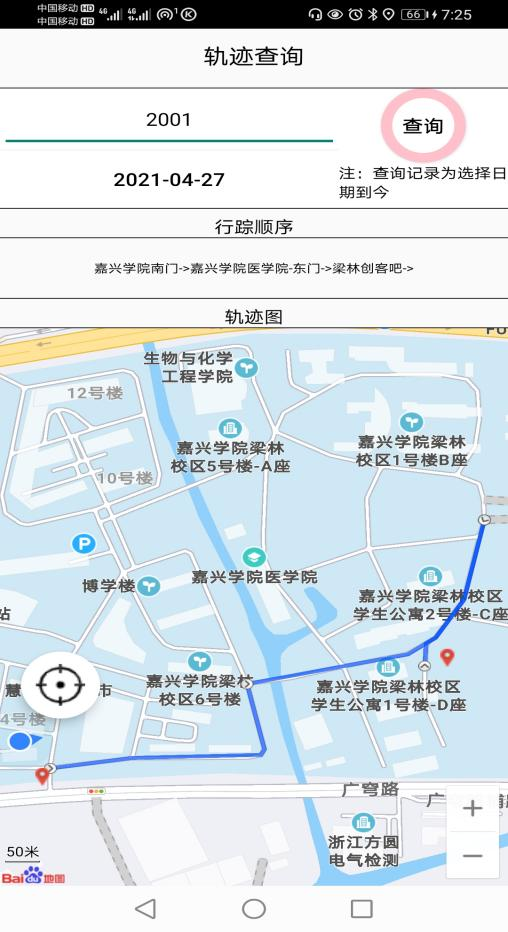 中国移动 HD 4G 4G 1 66 7:25
中国移动 HD
轨迹查询
2001
查询
2021-04-27
注：查询记录为选择日
期到今
行踪顺序
嘉兴学院南门->嘉兴学院医学院-东门->梁林创客吧->
轨迹图
生物与化学
工程学院
12号楼
嘉兴学院梁林
校区5号楼-A座
嘉兴学院梁林
校区1号楼B座
10号楼
P
博学楼
嘉兴学院医学院
嘉兴学院梁林校区
学生公寓2号楼-C座
站
嘉兴学院梁林
校区6号楼
嘉兴学院梁林校区
学生公寓1号楼-D座
慧
市
4号楼
广穹路
广
浙江方圆
电气检测
+
50米
−
Bai du 地图